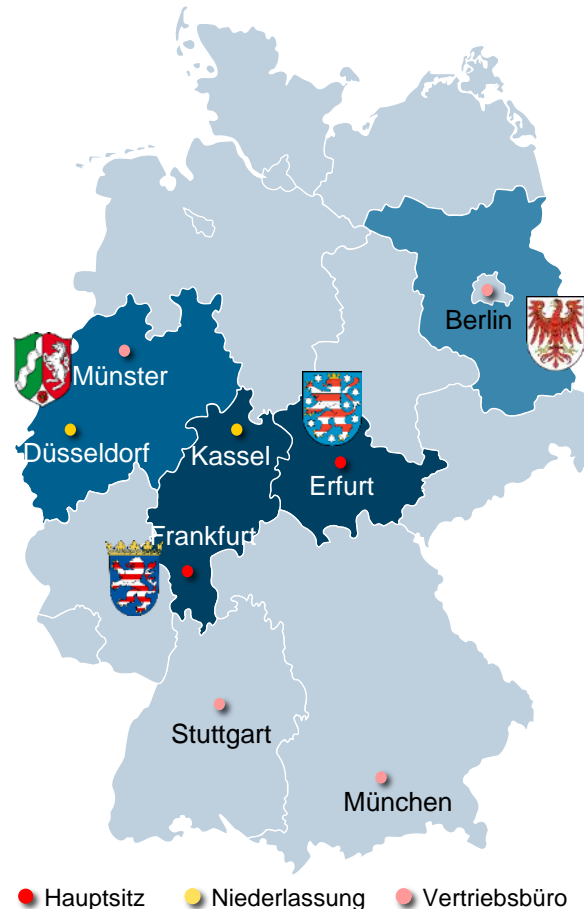 Berlin
Münster
Düsseldorf
Kassel
Erfurt
Frankfurt
Stuttgart
München
Hauptsitz Niederlassung Vertriebsbüro